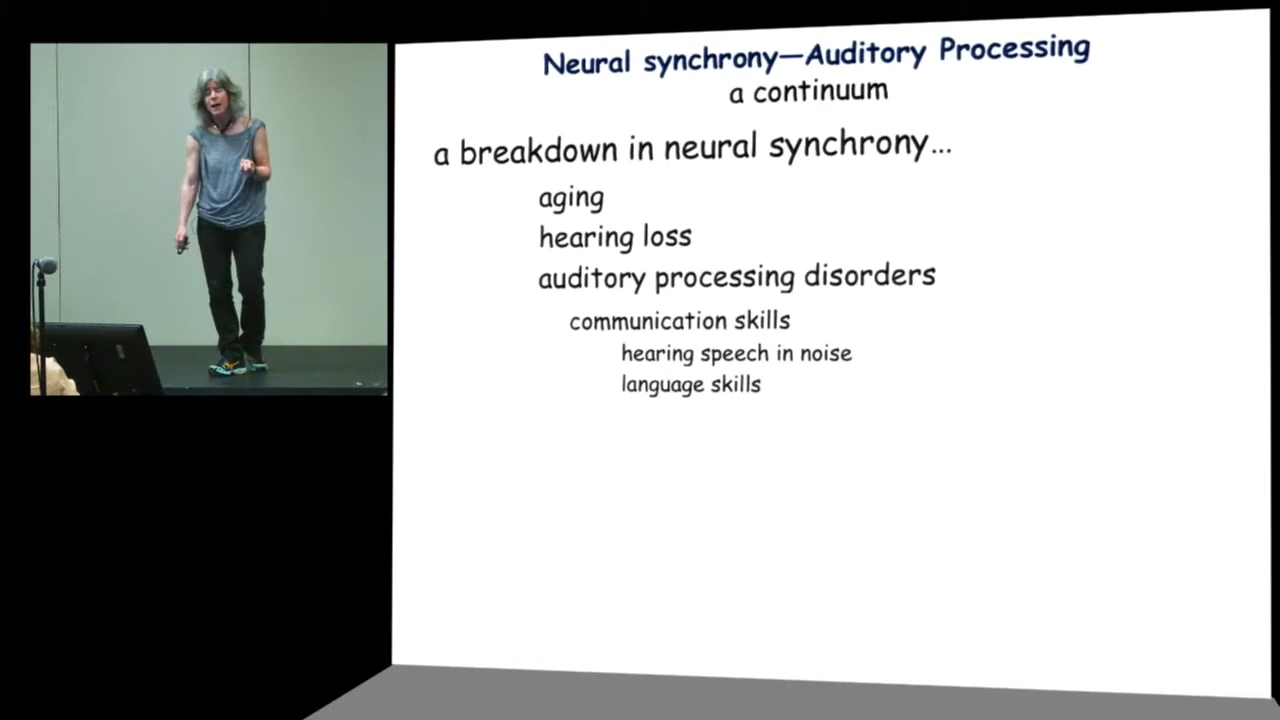 Neural synchrony—Auditory Processing
a continuum
a breakdown in neural synchrony...
aging
hearing loss
auditory processing disorders
communication skills
hearing speech in noise
language skills